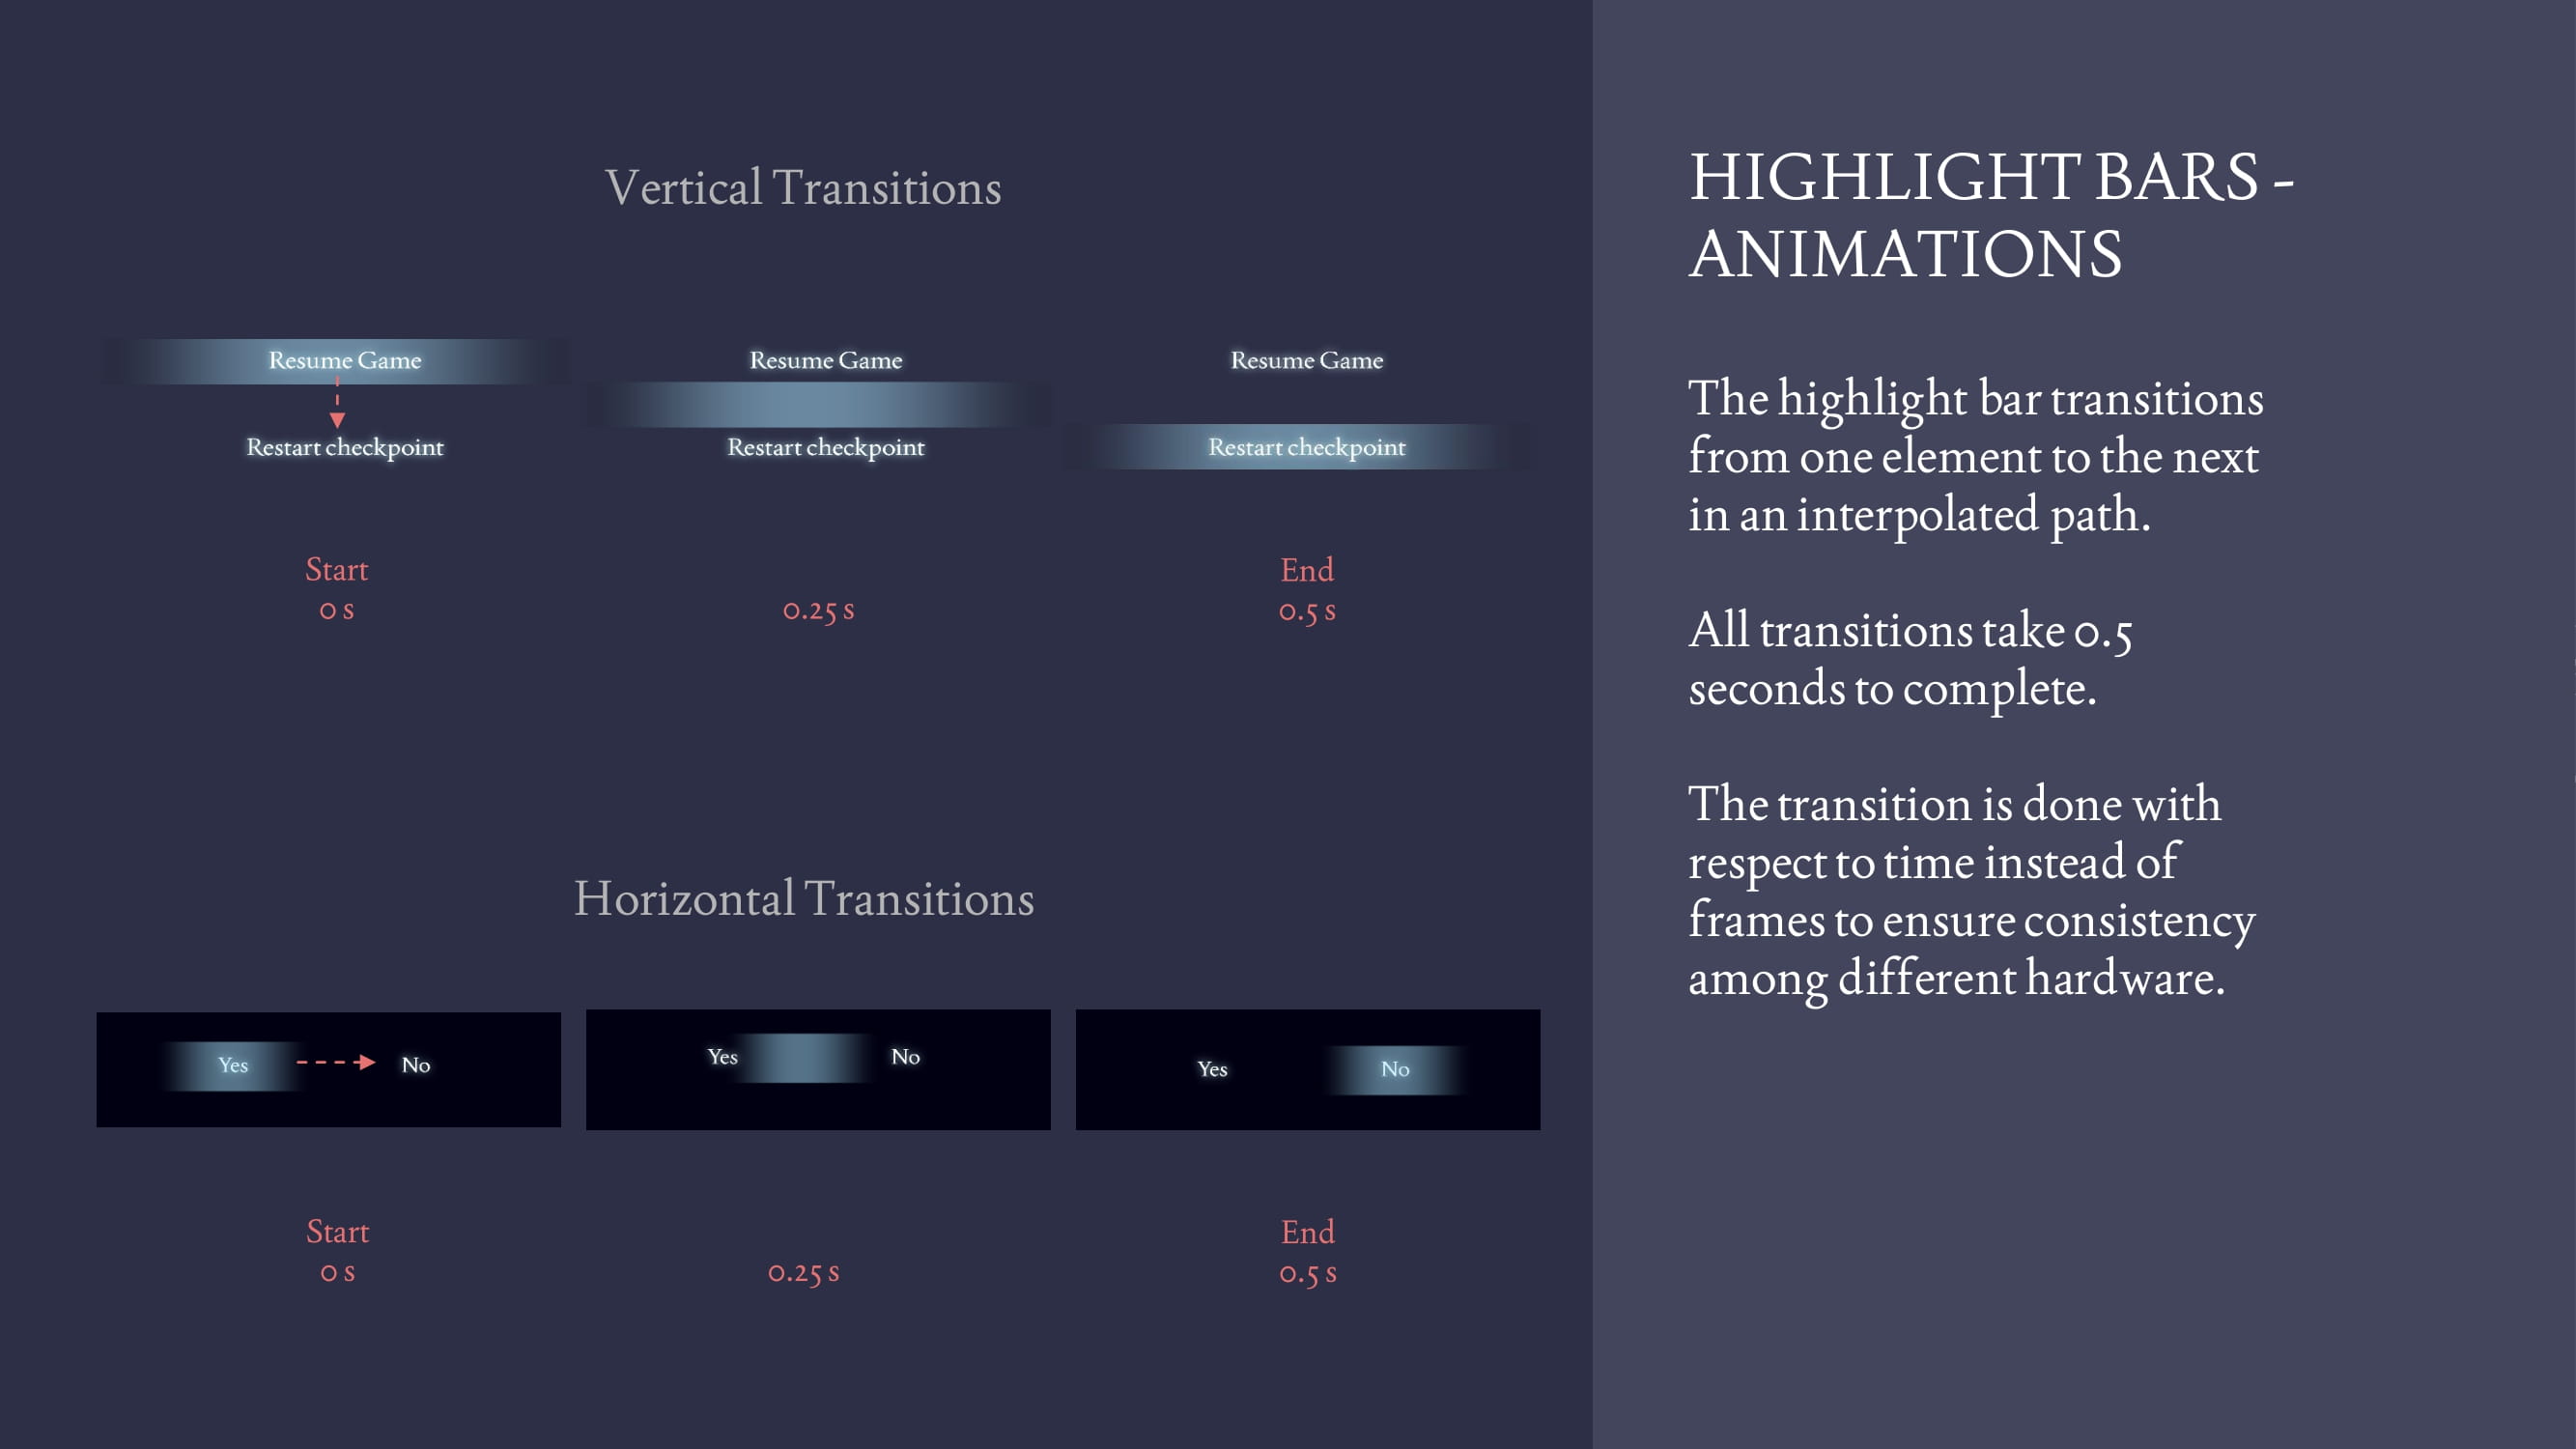 Vertical Transitions
Resume Game
Restart checkpoint
Start
0 s
Resume Game
Restart checkpoint
0.25 s
Resume Game
Restart checkpoint
End
0.5 s
Horizontal Transitions
Yes
No
Start
0 s
Yes
No
0.25 s
Yes
No
End
0.5 s
HIGHLIGHT BARS -
ANIMATIONS
The highlight bar transitions
from one element to the next
in an interpolated path.
All transitions take 0.5
seconds to complete.
The transition is done with
respect to time instead of
frames to ensure consistency
among different hardware.